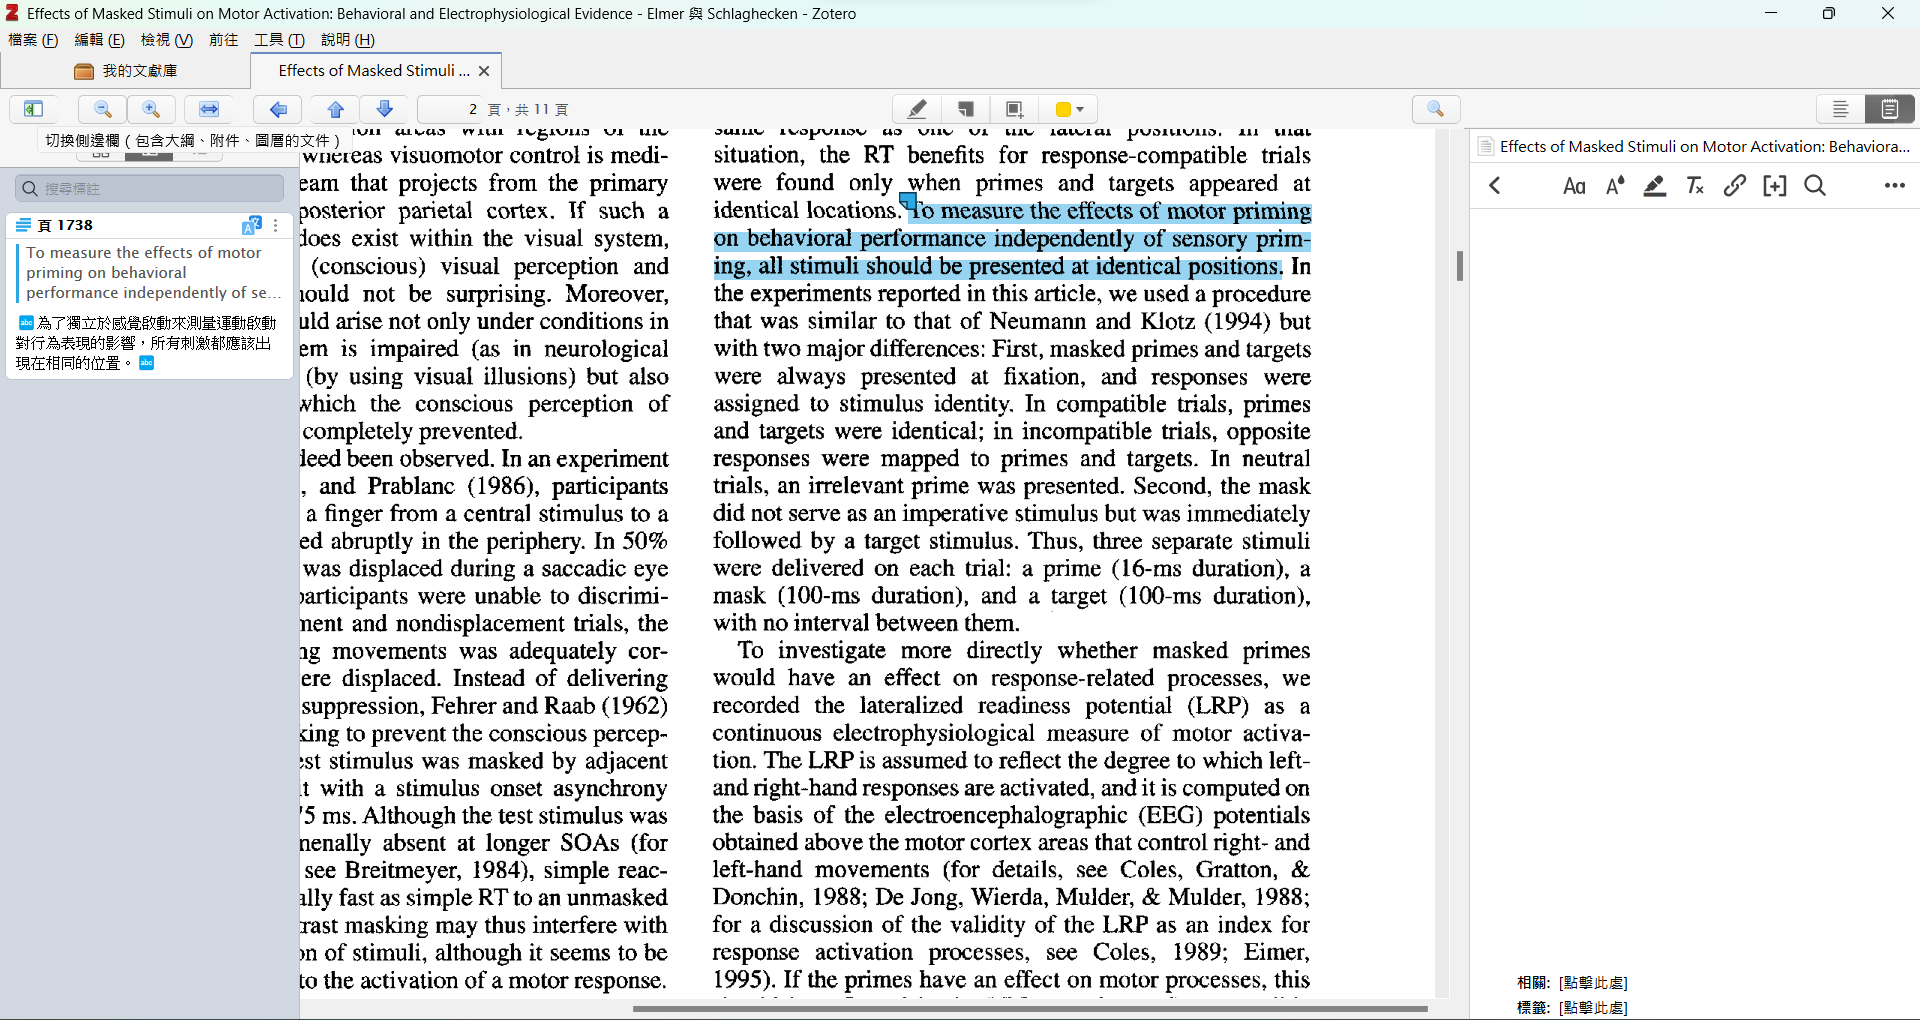 Effects of Masked Stimuli on Motor Activation: Behavioral and Electrophysiological Evidence - Elmer 與 Schlaghecken - Zotero
檔案 (F) 編輯 (E) 檢視 (V) 前往 工具 (T) 說明 (H)
我的文獻庫
Effects of Masked Stimuli ...
2 頁，共 11 頁
切換側邊欄 ( 包含大綱、附件、圖層的文件 )
搜尋標註
頁 1738
To measure the effects of motor
priming on behavioral
performance independently of se...
為了獨立於感覺啟動來測量運動啟動
對行為表現的影響，所有刺激都應該出
現在相同的位置。
whereas visuomotor control is medi-
eam that projects from the primary
posterior parietal cortex. If such a
does exist within the visual system,
(conscious) visual perception and
ould not be surprising. Moreover,
uld arise not only under conditions in
em is impaired (as in neurological
(by using visual illusions) but also
which the conscious perception of
completely prevented.
deed been observed. In an experiment
, and Prablanc (1986), participants
a finger from a central stimulus to a
ed abruptly in the periphery. In 50%
was displaced during a saccadic eye
participants were unable to discrimi-
ment and nondisplacement trials, the
ng movements was adequately cor-
ere displaced. Instead of delivering
suppression, Fehrer and Raab (1962)
king to prevent the conscious percep-
est stimulus was masked by adjacent
t with a stimulus onset asynchrony
5 ms. Although the test stimulus was
nenally absent at longer SOAs (for
see Breitmeyer, 1984), simple reac-
ally fast as simple RT to an unmasked
rast masking may thus interfere with
on of stimuli, although it seems to be
to the activation of a motor response.
same response as one of the lateral positions. In that
situation, the RT benefits for response-compatible trials
were found only when primes and targets appeared at
identical locations. To measure the effects of motor priming
on behavioral performance independently of sensory prim-
ing, all stimuli should be presented at identical positions. In
the experiments reported in this article, we used a procedure
that was similar to that of Neumann and Klotz (1994) but
with two major differences: First, masked primes and targets
were always presented at fixation, and responses were
assigned to stimulus identity. In compatible trials, primes
and targets were identical; in incompatible trials, opposite
responses were mapped to primes and targets. In neutral
trials, an irrelevant prime was presented. Second, the mask
did not serve as an imperative stimulus but was immediately
followed by a target stimulus. Thus, three separate stimuli
were delivered on each trial: a prime (16-ms duration), a
mask (100-ms duration), and a target (100-ms duration),
with no interval between them.
To investigate more directly whether masked primes
would have an effect on response-related processes, we
recorded the lateralized readiness potential (LRP) as a
continuous electrophysiological measure of motor activa-
tion. The LRP is assumed to reflect the degree to which left-
and right-hand responses are activated, and it is computed on
the basis of the electroencephalographic (EEG) potentials
obtained above the motor cortex areas that control right- and
left-hand movements (for details, see Coles, Gratton, &
Donchin, 1988; De Jong, Wierda, Mulder, & Mulder, 1988;
for a discussion of the validity of the LRP as an index for
response activation processes, see Coles, 1989; Eimer,
1995). If the primes have an effect on motor processes, this
Effects of Masked Stimuli on Motor Activation: Behaviora...
相關: [點擊此處]
標籤: [點擊此處]